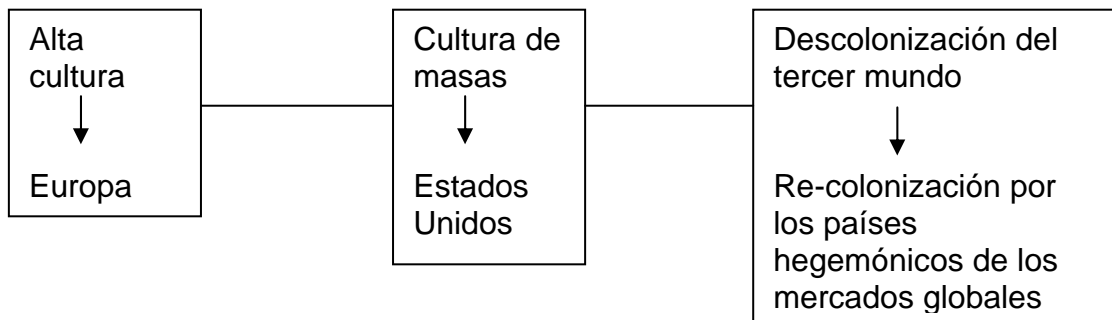 Alta
cultura
Europa
Cultura de
masas
Estados
Unidos
Descolonización del
tercer mundo
Re-colonización por
los países
hegemónicos de los
mercados globales